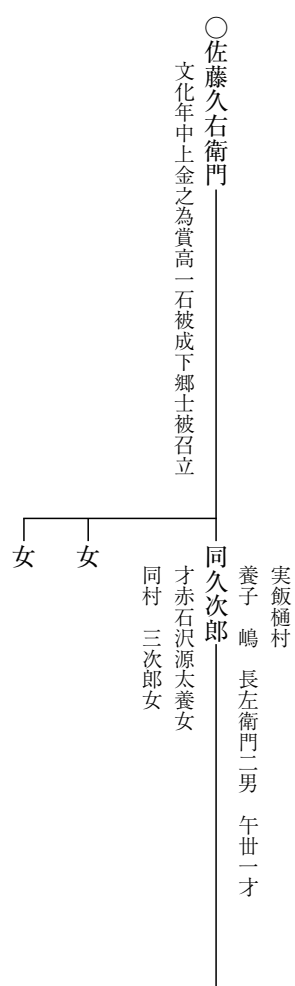 ○佐藤久右衛門
文化年中上金之為賞高一石被成下郷士被召立
実飯樋村
養子　嶋　長左衛門二男　午丗一才
同久次郎
才赤石沢源太養女
同村　三次郎女
女
女